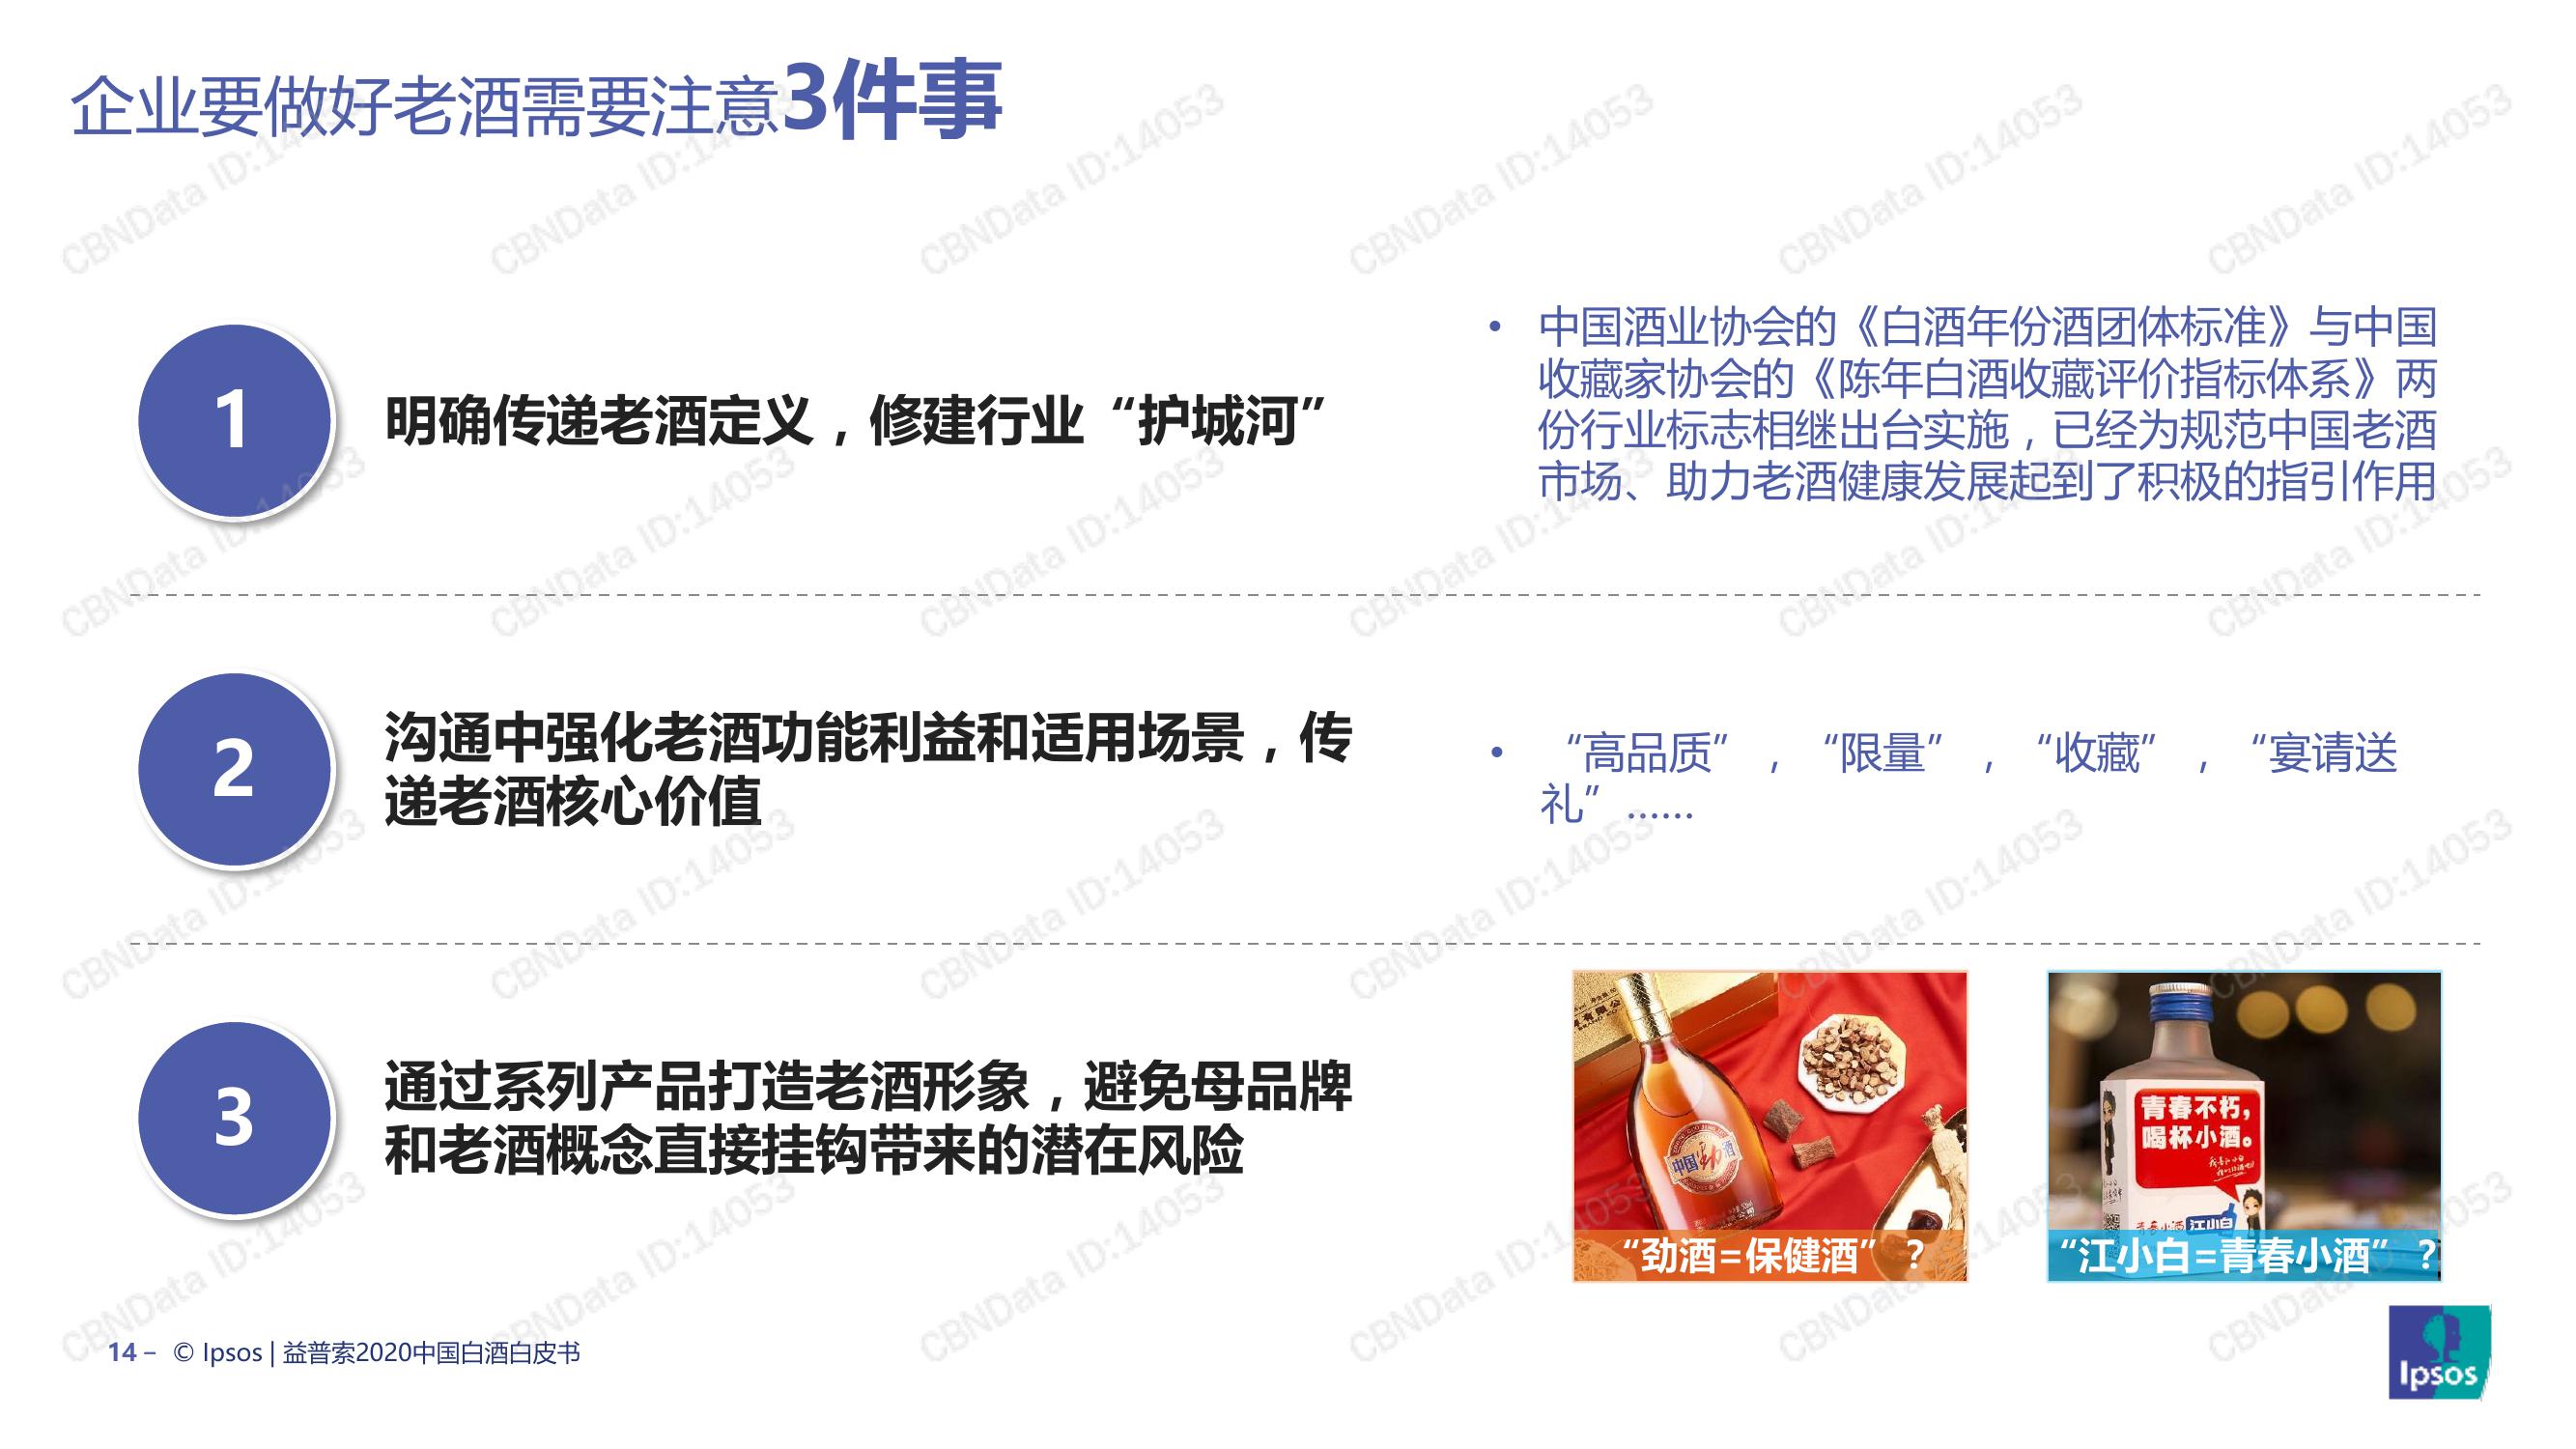 企业要做好老酒需要注意3件事
1
明确传递老酒定义，修建行业“护城河”
• 中国酒业协会的《白酒年份酒团体标准》与中国
收藏家协会的《陈年白酒收藏评价指标体系》两
份行业标志相继出台实施，已经为规范中国老酒
市场、助力老酒健康发展起到了积极的指引作用
2
沟通中强化老酒功能利益和适用场景，传
递老酒核心价值
• “高品质”，“限量”，“收藏”，“宴请送
礼”……
3
通过系列产品打造老酒形象，避免母品牌
和老酒概念直接挂钩带来的潜在风险
中国劲酒
“劲酒=保健酒”？
青春不朽，
喝杯小酒。
江小白
“江小白=青春小酒”？
14 – © Ipsos | 益普索2020中国白酒白皮书
Ipsos
CBNData ID:14053